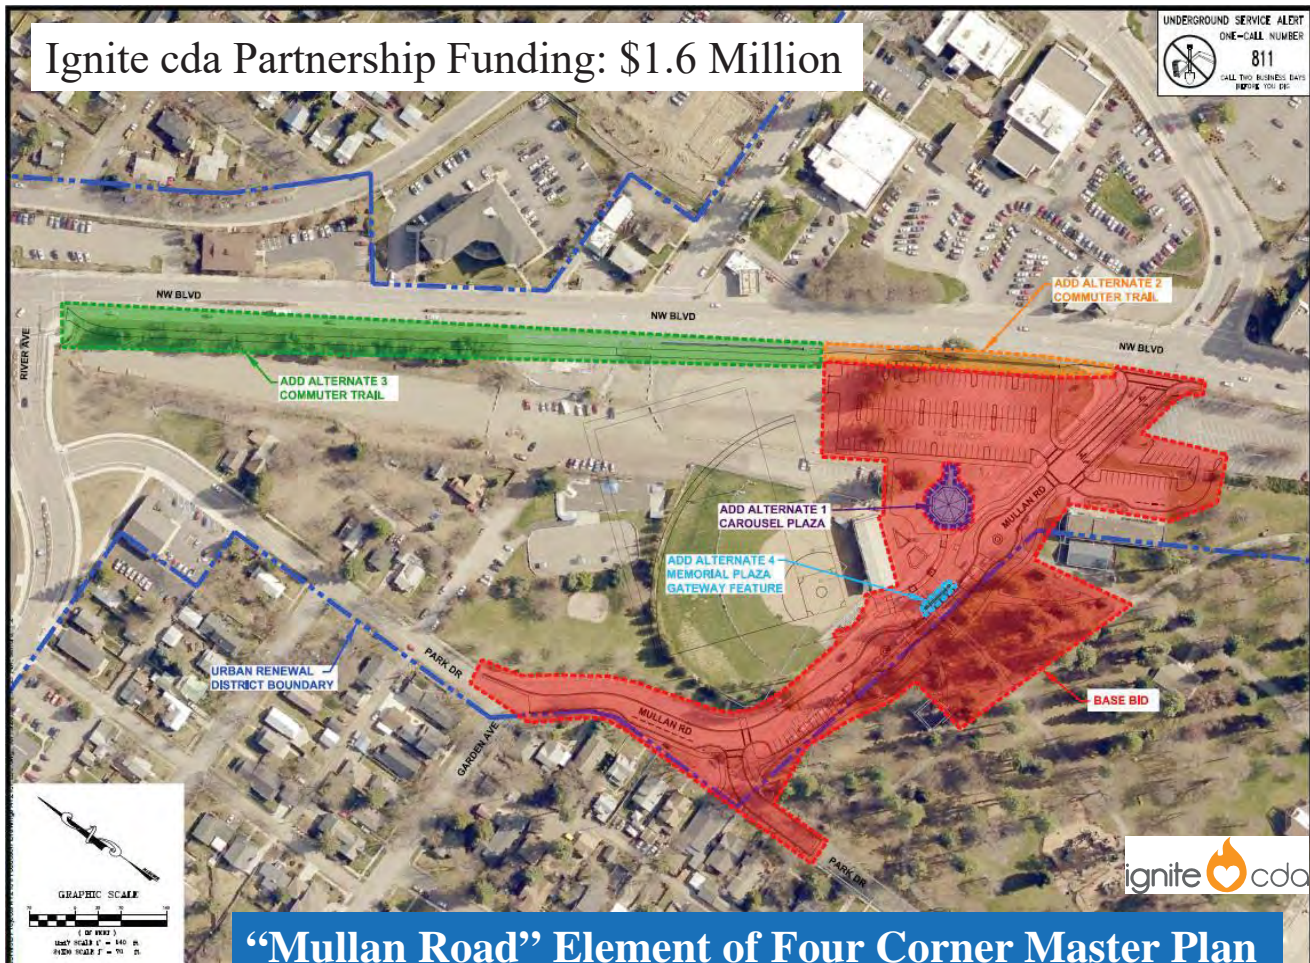 Ignite cda Partnership Funding: $1.6 Million
UNDERGROUND SERVICE ALERT
ONE-CALL NUMBER
811
CALL TWO BUSINESS DAYS
BEFORE YOU DIG
NW BLVD
NW BLVD
NW BLVD
RIVER AVE
ADD ALTERNATE 2
COMMUTER TRAIL
ADD ALTERNATE 3
COMMUTER TRAIL
ADD ALTERNATE 1
CAROUSEL PLAZA
MULLAN RD
ADD ALTERNATE 4
MEMORIAL PLAZA
GATEWAY FEATURE
URBAN RENEWAL
DISTRICT BOUNDARY
PARK DR
MULLAN RD
GARDEN AVE
BASE BID
PARK DR
GRAPHIC SCALE
ignite cda
“Mullan Road” Element of Four Corner Master Plan